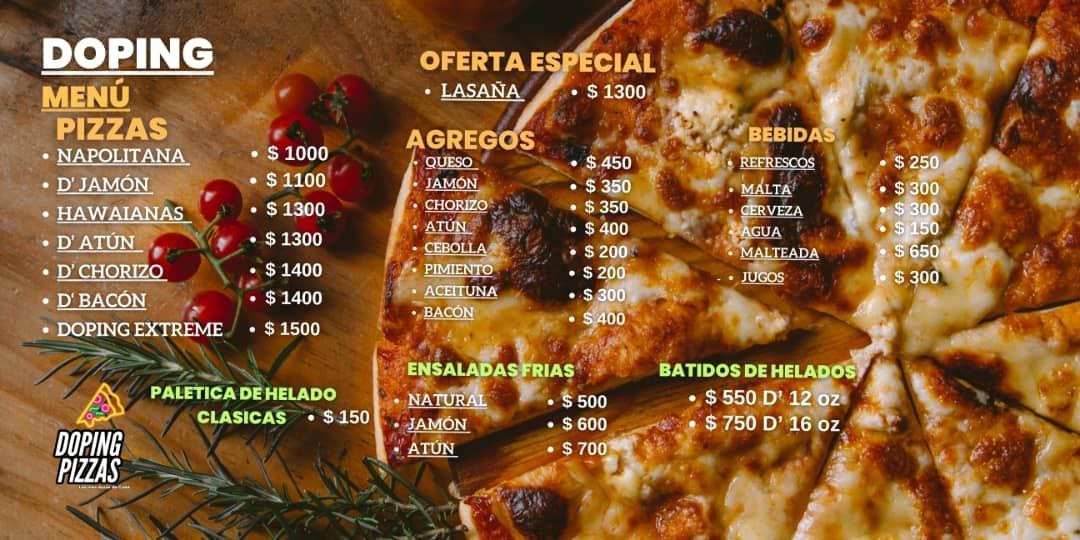 DOPING
MENÚ
PIZZAS
• NAPOLITANA • $ 1000
• D' JAMÓN • $ 1100
• HAWAIANAS • $ 1300
• D' ATÚN • $ 1300
• D' CHORIZO • $ 1400
• D' BACÓN • $ 1400
• DOPING EXTREME • $ 1500
PALETICA DE HELADO
CLASICAS • $ 150
DOPING
PIZZAS
OFERTA ESPECIAL
• LASAÑA • $ 1300
AGREGOS
• QUESO • $ 450
• JAMÓN • $ 350
• CHORIZO • $ 350
• ATÚN • $ 400
• CEBOLLA • $ 200
• PIMIENTO • $ 200
• ACEITUNA • $ 300
• BACÓN • $ 400
BEBIDAS
• REFRESCOS • $ 250
• MALTA • $ 300
• CERVEZA • $ 300
• AGUA • $ 150
• MALTEADA • $ 650
• JUGOS • $ 300
ENSALADAS FRIAS
• NATURAL • $ 500
• JAMÓN • $ 600
• ATÚN • $ 700
BATIDOS DE HELADOS
• $ 550 D' 12 oz
• $ 750 D' 16 oz